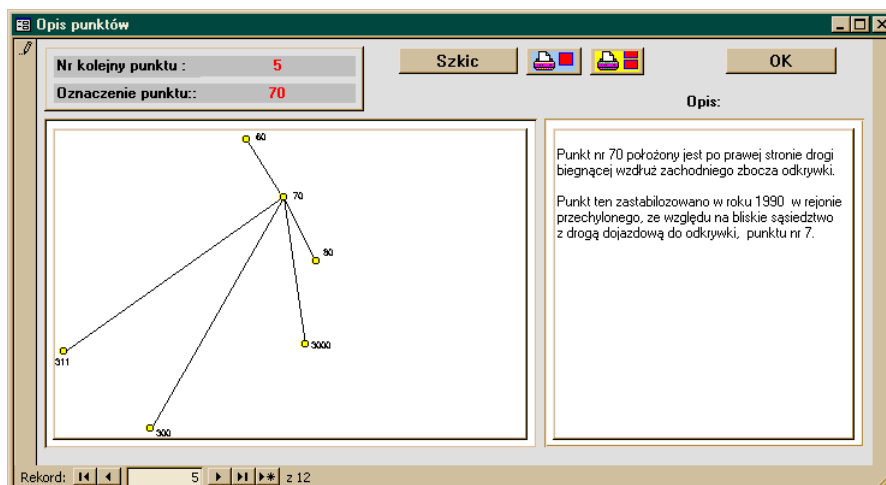 Opis punktów
Nr kolejny punktu : 5
Szkic
OK
Oznaczenie punktu:: 70
Opis:
60
70
80
3000
311
300
Punkt nr 70 położony jest po prawej stronie drogi
biegnącej wzdłuż zachodniego zbocza odkrywki.
Punkt ten zastabilozowano w roku 1990 w rejonie
przechylonego, ze względu na bliskie sąsiedztwo
z drogą dojazdową do odkrywki, punktu nr 7.
Rekord: 5 z 12